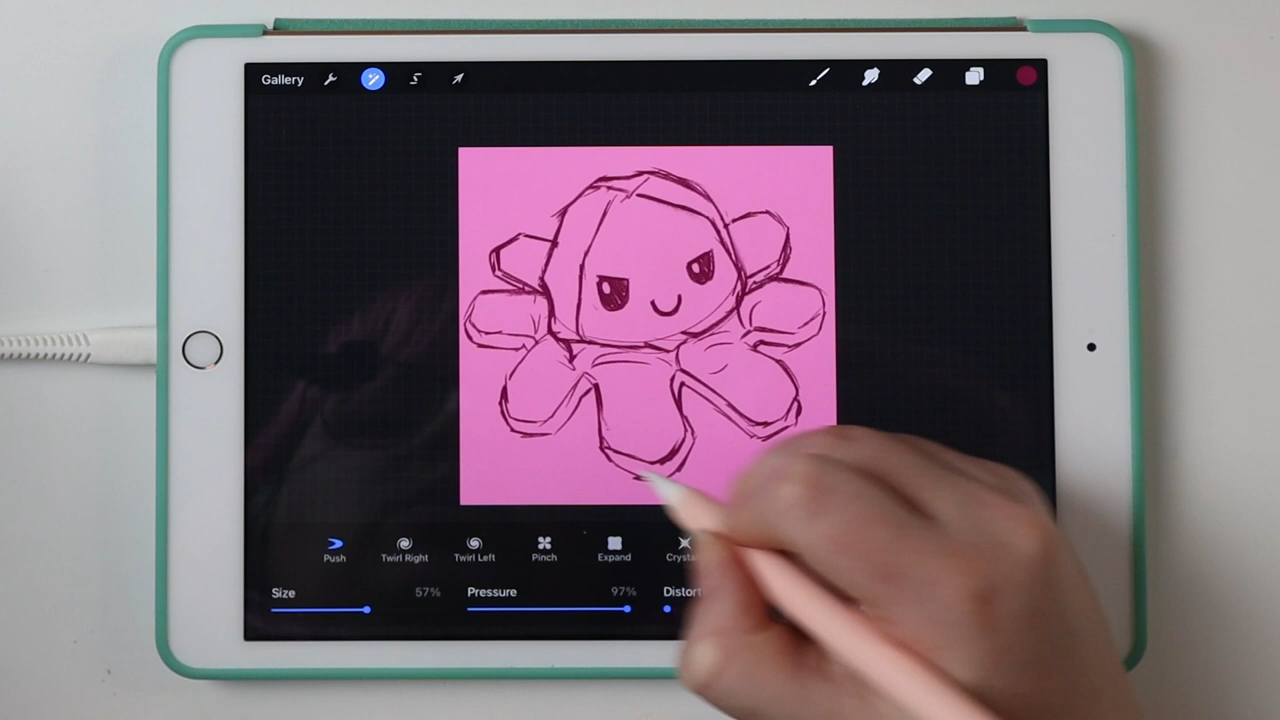 Gallery
Push Twirl Right Twirl Left Pinch Expand
Size 57% Pressure 97%